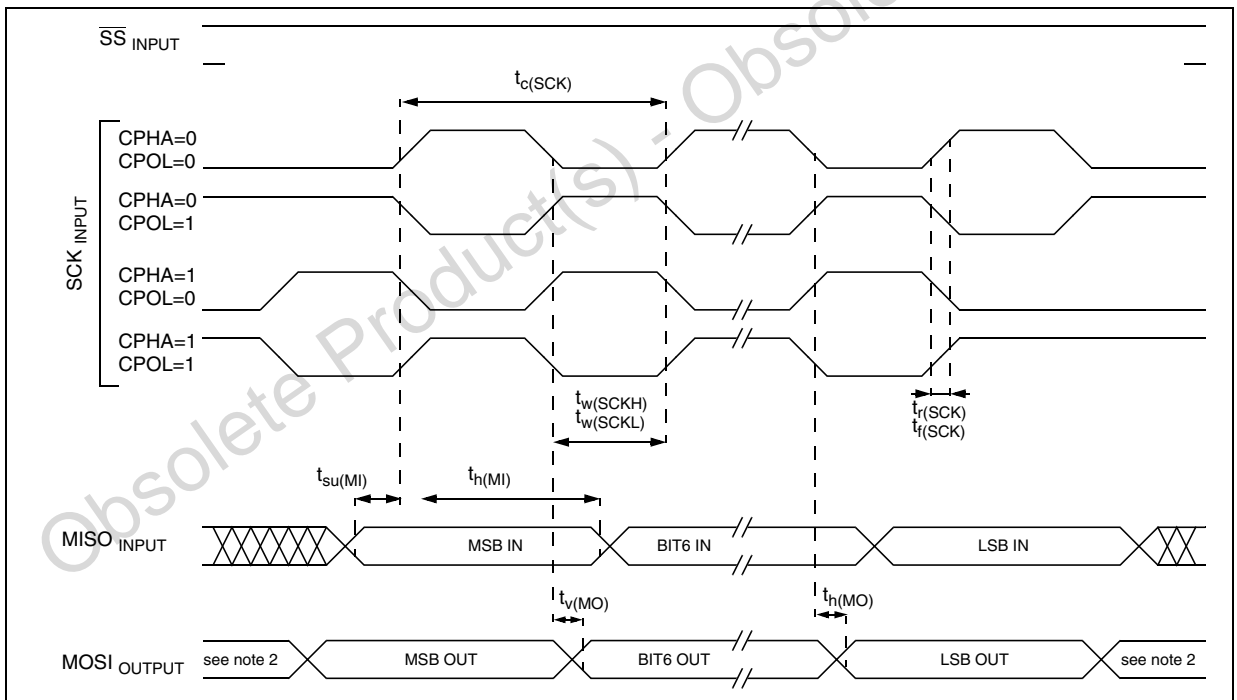 SS INPUT
tc(SCK)
SCK INPUT
CPHA=0
CPOL=0
CPHA=0
CPOL=1
CPHA=1
CPOL=0
CPHA=1
CPOL=1
tw(SCKH)
tw(SCKL)
tr(SCK)
tf(SCK)
tsu(MI)
th(MI)
MISO INPUT
MSB IN
BIT6 IN
LSB IN
tv(MO)
th(MO)
MOSI OUTPUT
see note 2
MSB OUT
BIT6 OUT
LSB OUT
see note 2
Obsolete Product(s) - Obsole